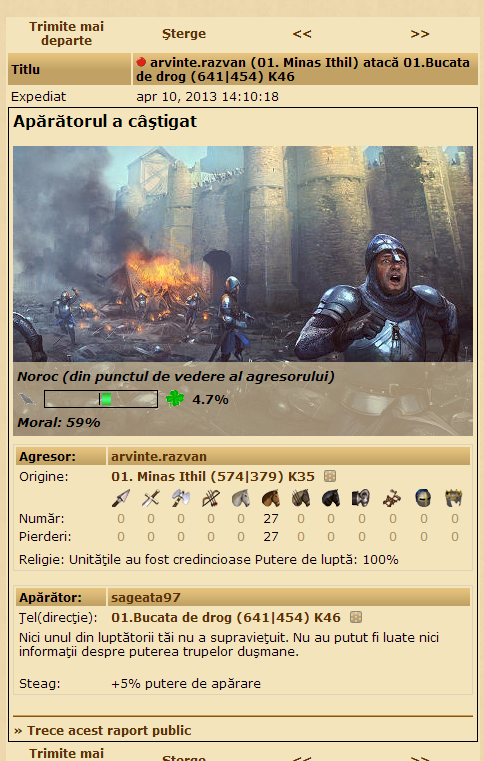 Trimite mai
departe
Şterge
<<
>>
Titlu
arvinte.razvan (01. Minas Ithil) atacă 01.Bucata
de drog (641|454) K46
Expediat
apr 10, 2013 14:10:18
Apărătorul a câştigat
Noroc (din punctul de vedere al agresorului)
4.7%
Moral: 59%
Agresor:
arvinte.razvan
Origine:
01. Minas Ithil (574|379) K35
Număr:
0 0 0 0 0 27 0 0 0 0 0 0
Pierderi:
0 0 0 0 0 27 0 0 0 0 0 0
Religie: Unităţile au fost credincioase Putere de luptă: 100%
Apărător:
sageata97
Ţel(direcţie):
01.Bucata de drog (641|454) K46
Nici unul din luptătorii tăi nu a supravieţuit. Nu au putut fi luate nici
informaţii despre puterea trupelor duşmane.
Steag:
+5% putere de apărare
» Trece acest raport public
Trimite mai
Şterge
<<
>>